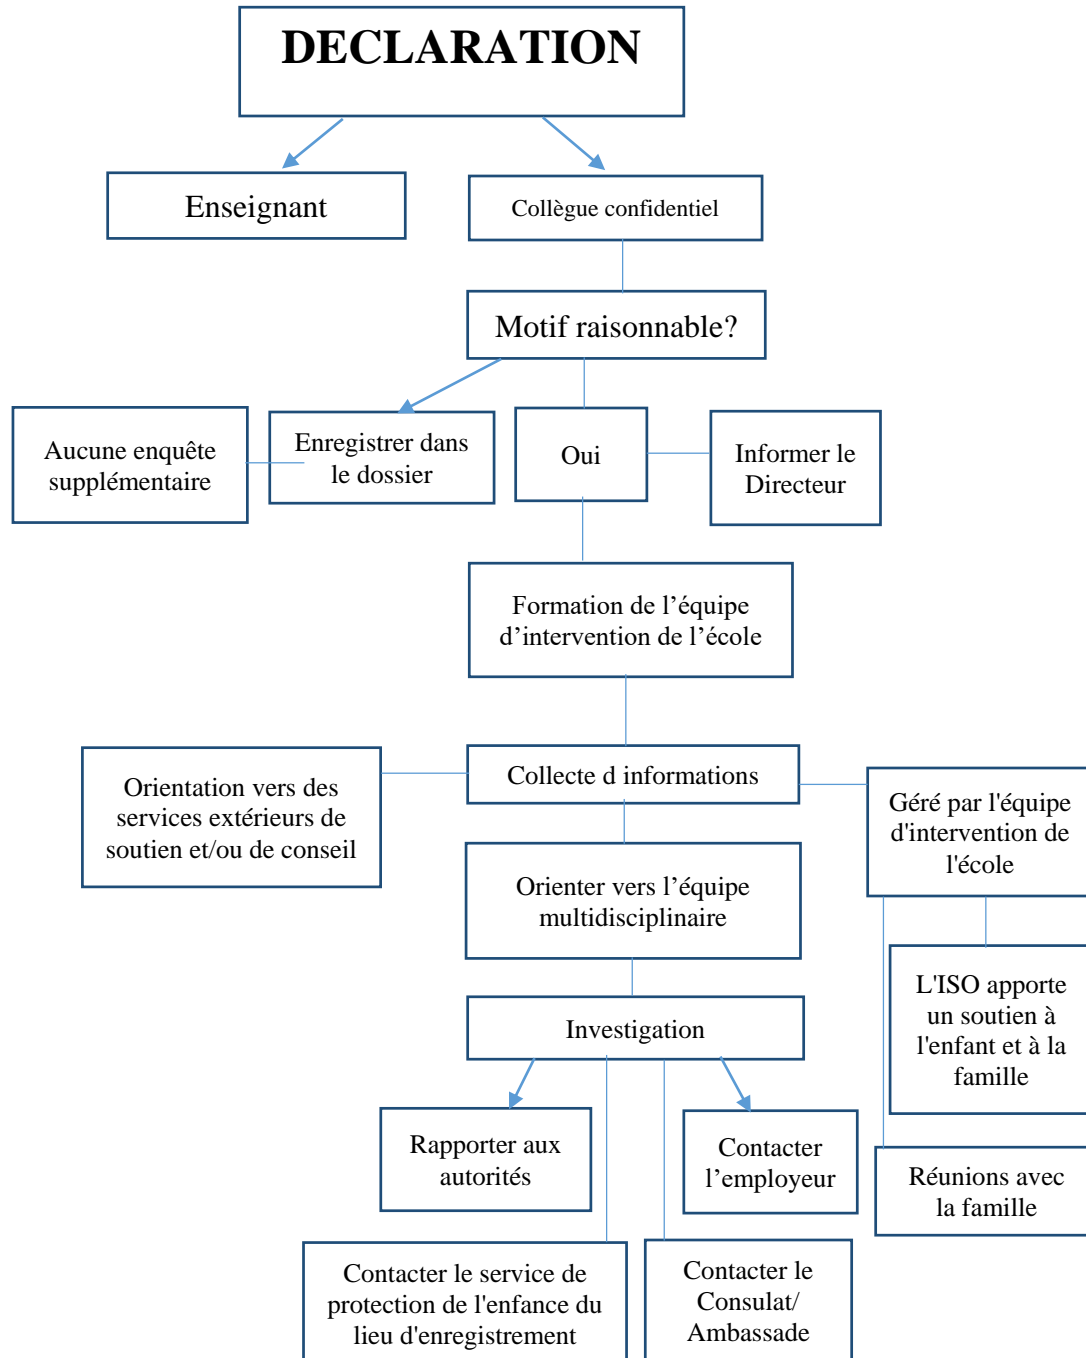 DECLARATION
Enseignant
Collègue confidentiel
Motif raisonnable?
Aucune enquête
supplémentaire
Enregistrer dans
le dossier
Oui
Informer le
Directeur
Formation de l’équipe
d’intervention de l’école
Orientation vers des
services extérieurs de
soutien et/ou de conseil
Collecte d informations
Géré par l'équipe
d'intervention de
l'école
Orienter vers l’équipe
multidisciplinaire
L'ISO apporte
un soutien à
l'enfant et à la
famille
Investigation
Rapporter aux
autorités
Contacter
l’employeur
Réunions avec
la famille
Contacter le service de
protection de l'enfance du
lieu d'enregistrement
Contacter le
Consulat/
Ambassade